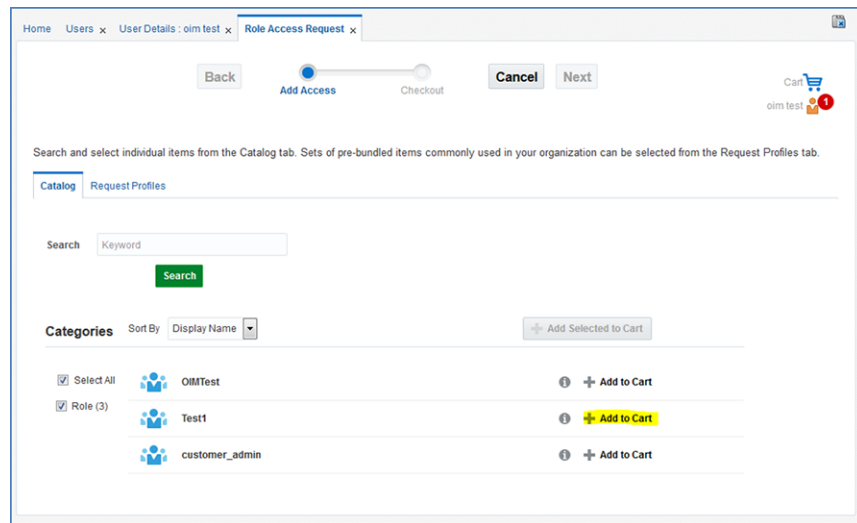 Home Users x User Details : oim test x Role Access Request x
Back Add Access Checkout Cancel Next
Cart
oim test 1
Search and select individual items from the Catalog tab. Sets of pre-bundled items commonly used in your organization can be selected from the Request Profiles tab.
Catalog Request Profiles
Search Keyword
Search
Categories Sort By Display Name Add Selected to Cart
Select All OIMTest Add to Cart
Role (3) Test1 Add to Cart
customer_admin Add to Cart